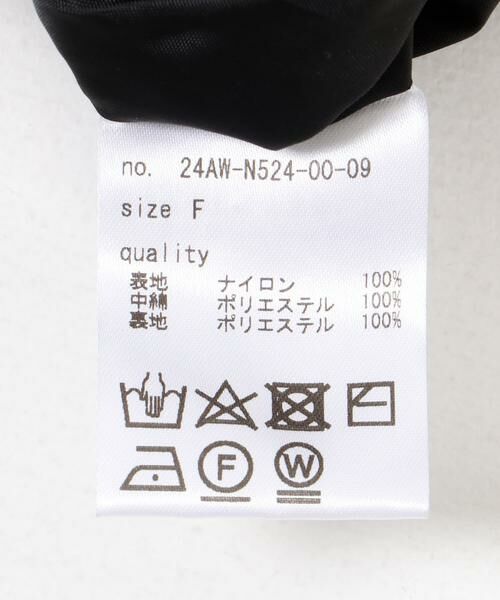 no. 24AW-N524-00-09
size F
quality
表地 ナイロン 100%
中綿 ポリエステル 100%
裏地 ポリエステル 100%
F W